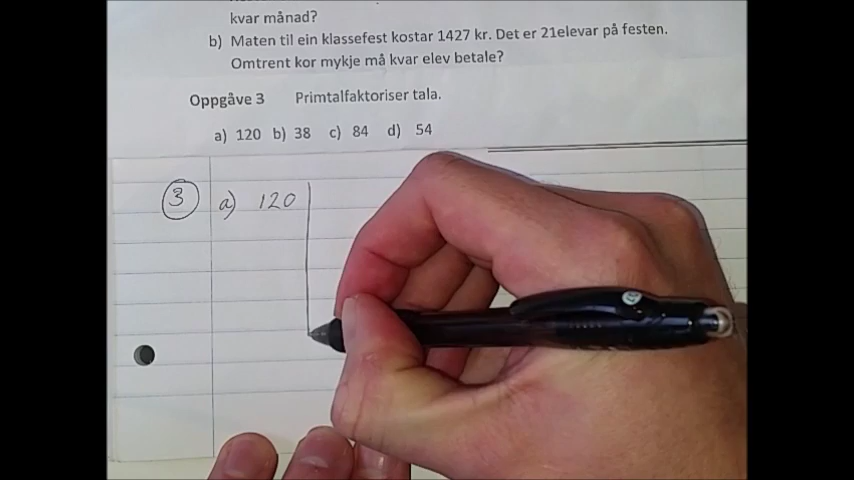 kvar månad?
b) Maten til ein klassefest kostar 1427 kr. Det er 21elevar på festen.
Omtrent kor mykje må kvar elev betale?
Oppgåve 3 Primtalfaktoriser tala.
a) 120 b) 38 c) 84 d) 54
3 a) 120